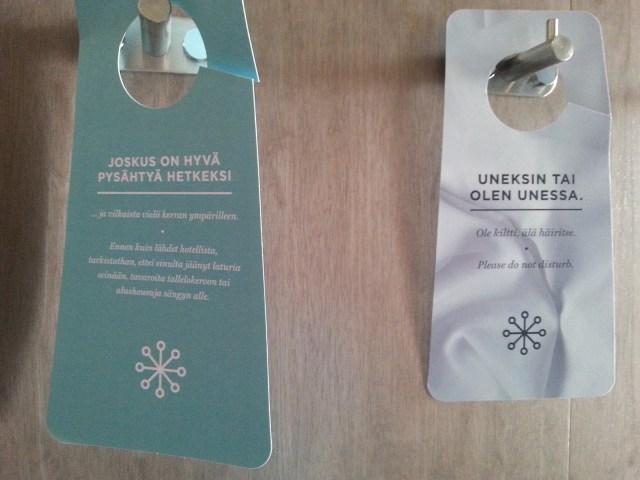 JOSKUS ON HYVÄ
PYSÄHTYÄ HETKEKSI
... ja vilkaista vielä kerran ympärilleen.
Ennen kuin lähdet hotellista,
tarkistathan, ettei sinulta jäänyt laturia
seinään, tavaroita tallelokeroon tai
alushousuja sängyn alle.
UNEKSIN TAI
OLEN UNESSA.
Ole kiltti, älä häiritse.
Please do not disturb.